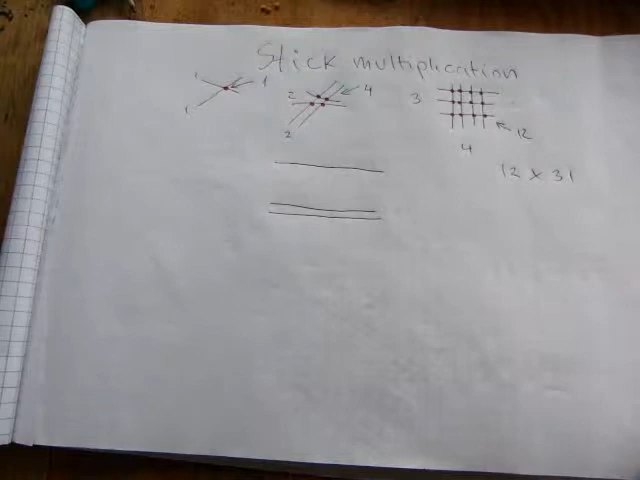 Stick multiplication
1 1 1
2 4 2
3 12 4
12 x 31